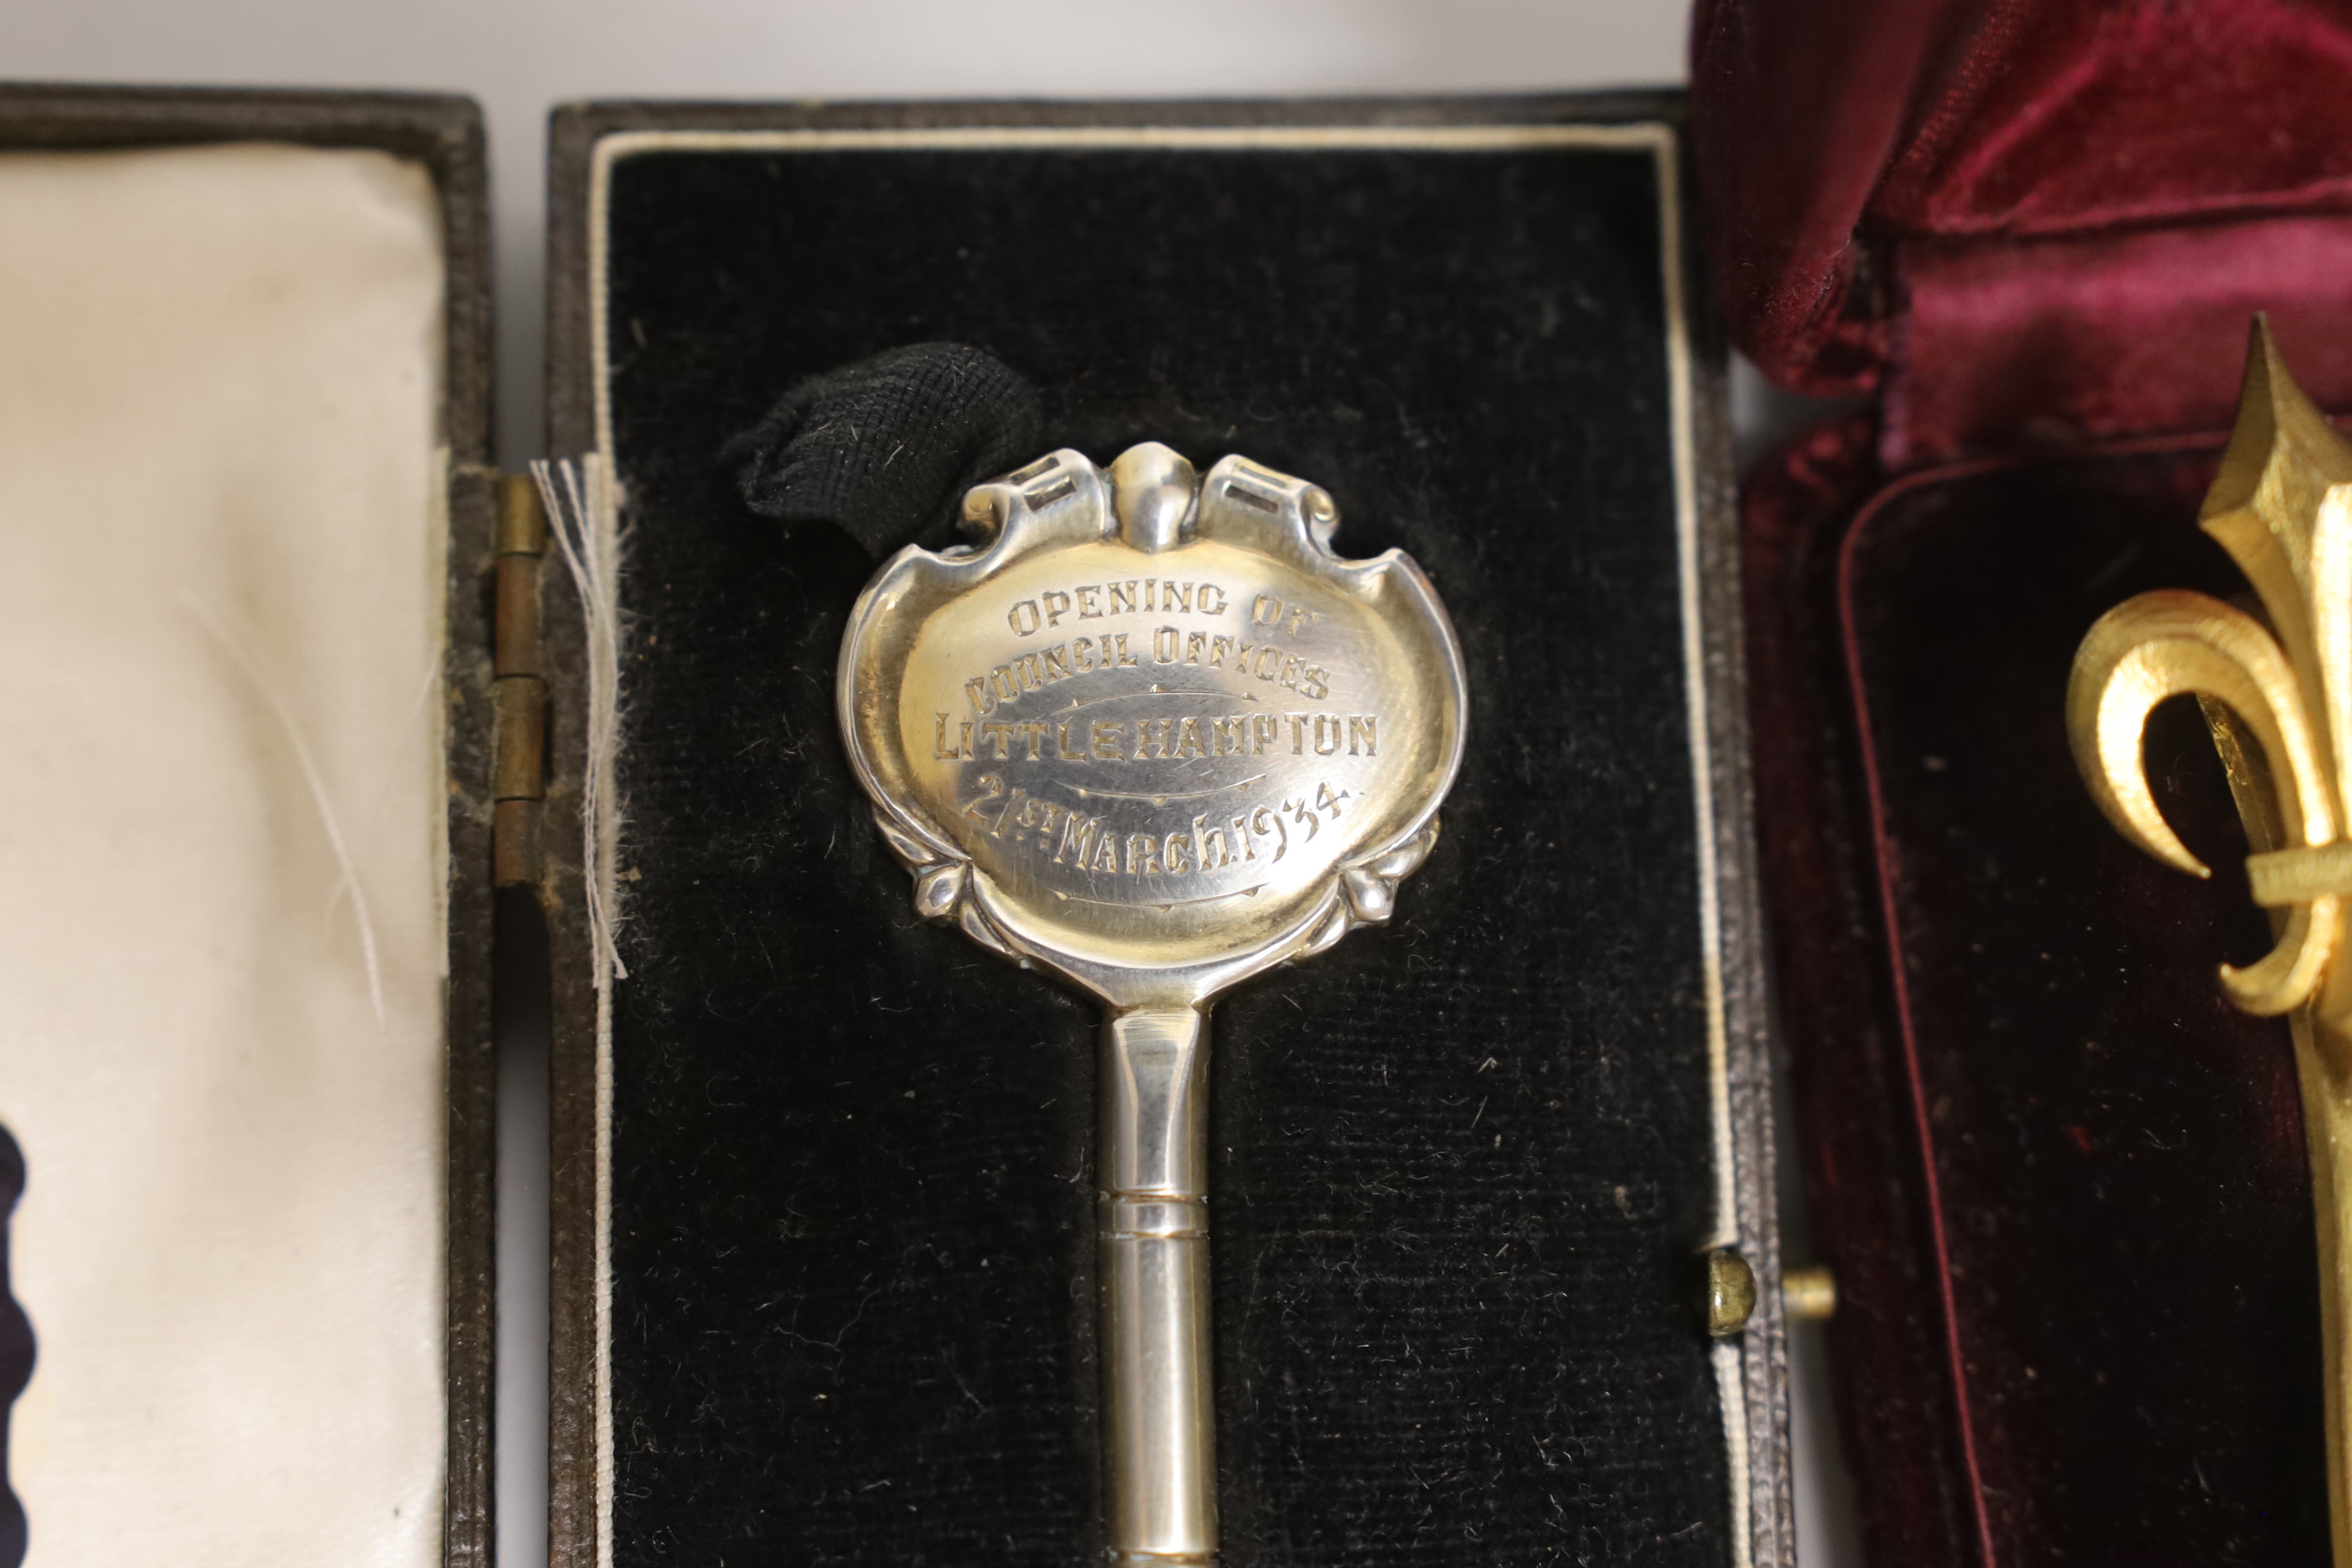 OPENING OF
COUNCIL OFFICES
LITTLEHAMPTON
21ST MARCH.1934.